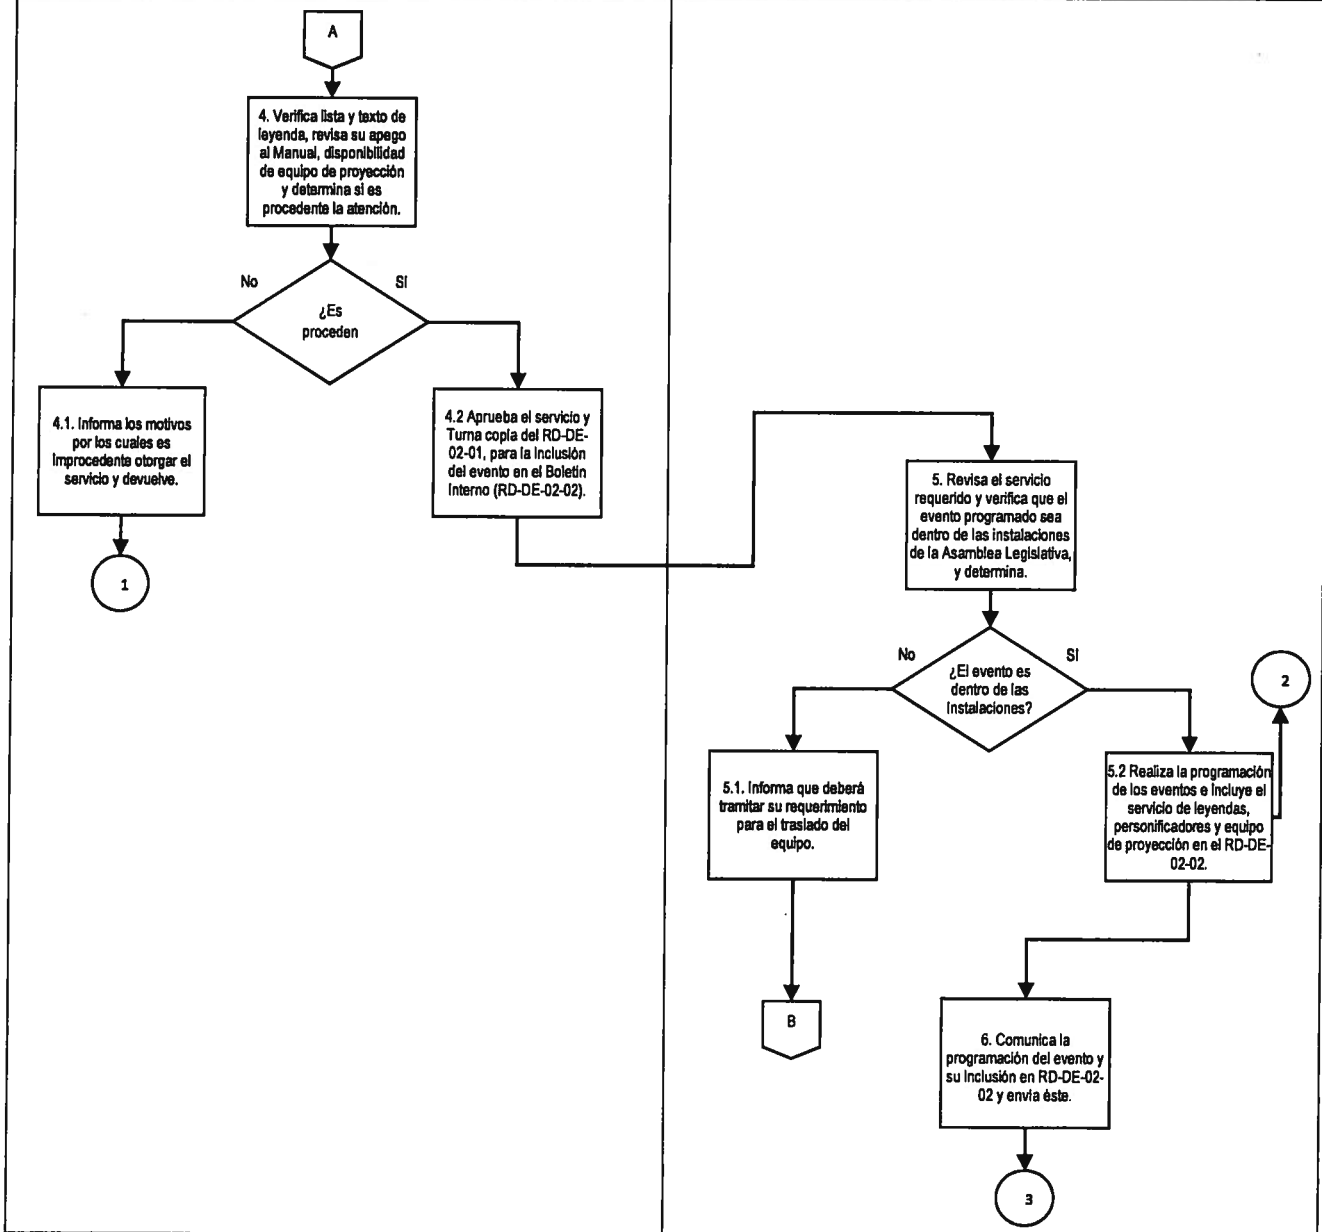 A
4. Verifica lista y texto de
leyenda, revisa su apego
al Manual, disponibilidad
de equipo de proyección
y determina si es
procedente la atención.
No
Sí
¿Es
proceden
4.1. Informa los motivos
por los cuales es
improcedente otorgar el
servicio y devuelve.
1
4.2 Aprueba el servicio y
Turna copia del RD-DE-
02-01, para la Inclusión
del evento en el Boletín
Interno (RD-DE-02-02).
5. Revisa el servicio
requerido y verifica que el
evento programado sea
dentro de las instalaciones
de la Asamblea Legislativa,
y determina.
No
Sí
¿El evento es
dentro de las
Instalaciones?
2
5.1. Informa que deberá
tramitar su requerimiento
para el traslado del
equipo.
5.2 Realiza la programación
de los eventos e incluye el
servicio de leyendas,
personificadores y equipo
de proyección en el RD-DE-
02-02.
B
6. Comunica la
programación del evento y
su Inclusión en RD-DE-02-
02 y envía éste.
3